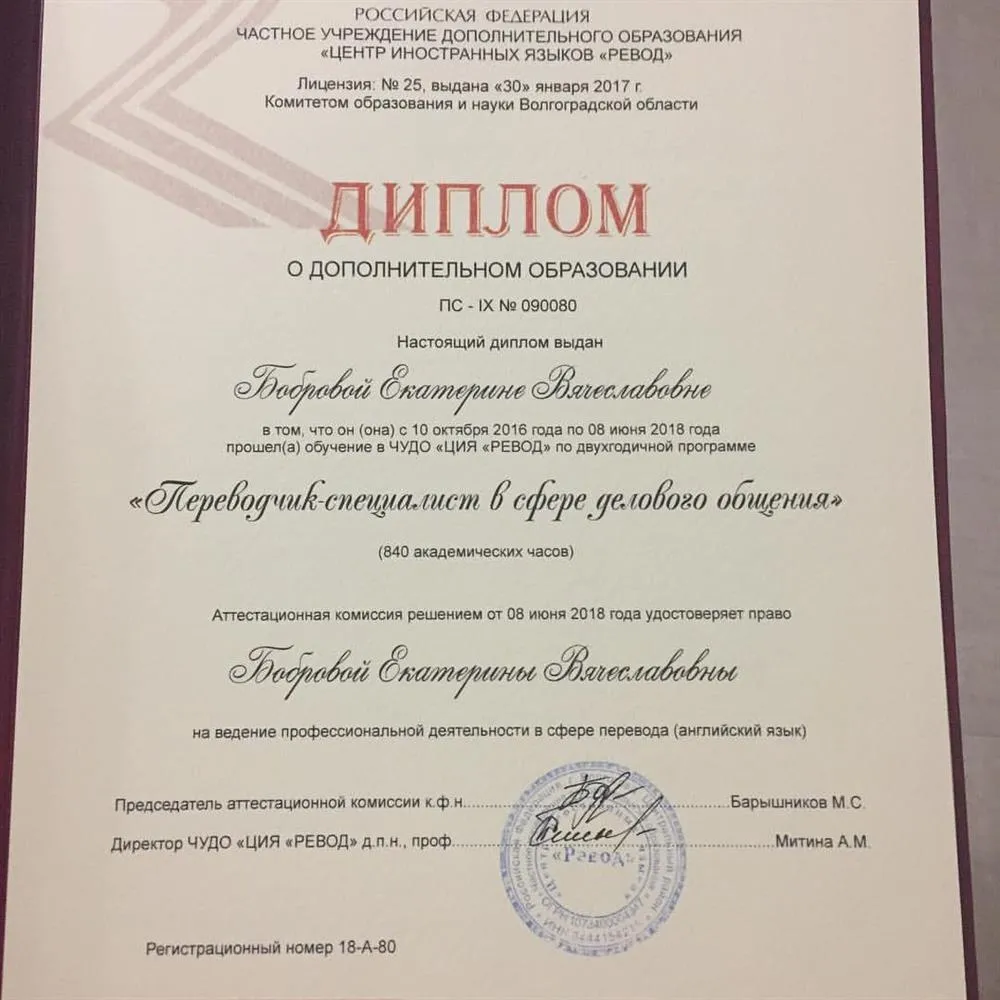 РОССИЙСКАЯ ФЕДЕРАЦИЯ
ЧАСТНОЕ УЧРЕЖДЕНИЕ ДОПОЛНИТЕЛЬНОГО ОБРАЗОВАНИЯ
«ЦЕНТР ИНОСТРАННЫХ ЯЗЫКОВ «РЕВОД»
Лицензия: № 25, выдана «30» января 2017 г.
Комитетом образования и науки Волгоградской области
ДИПЛОМ
О ДОПОЛНИТЕЛЬНОМ ОБРАЗОВАНИИ
ПС - IX № 090080
Настоящий диплом выдан
Бобровой Екатерине Вячеславовне
в том, что он (она) с 10 октября 2016 года по 08 июня 2018 года
прошел(а) обучение в ЧУДО «ЦИЯ «РЕВОД» по двухгодичной программе
«Переводчик-специалист в сфере делового общения»
(840 академических часов)
Аттестационная комиссия решением от 08 июня 2018 года удостоверяет право
Бобровой Екатерины Вячеславовны
на ведение профессиональной деятельности в сфере перевода (английский язык)
Председатель аттестационной комиссии к.ф.н. Барышников М.С.
Директор ЧУДО «ЦИЯ «РЕВОД» д.п.н., проф. Митина А.М.
«Ревод»
Регистрационный номер 18-А-80